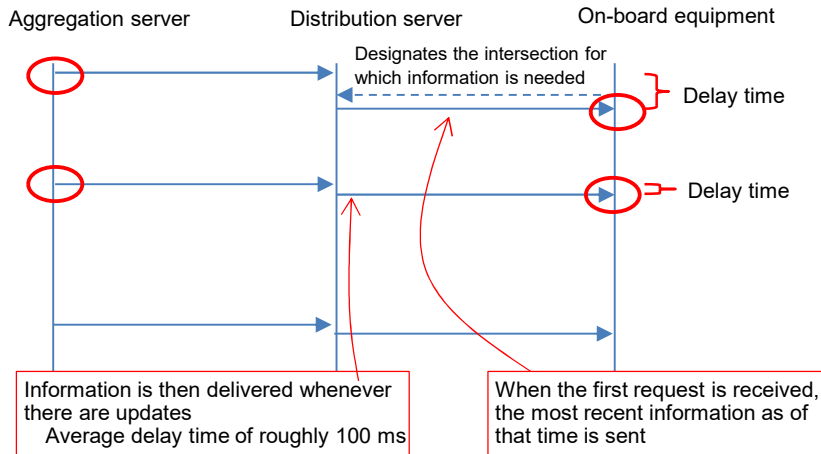 Aggregation server
Distribution server
On-board equipment
Designates the intersection for
which information is needed
Delay time
Delay time
Information is then delivered whenever
there are updates
Average delay time of roughly 100 ms
When the first request is received,
the most recent information as of
that time is sent